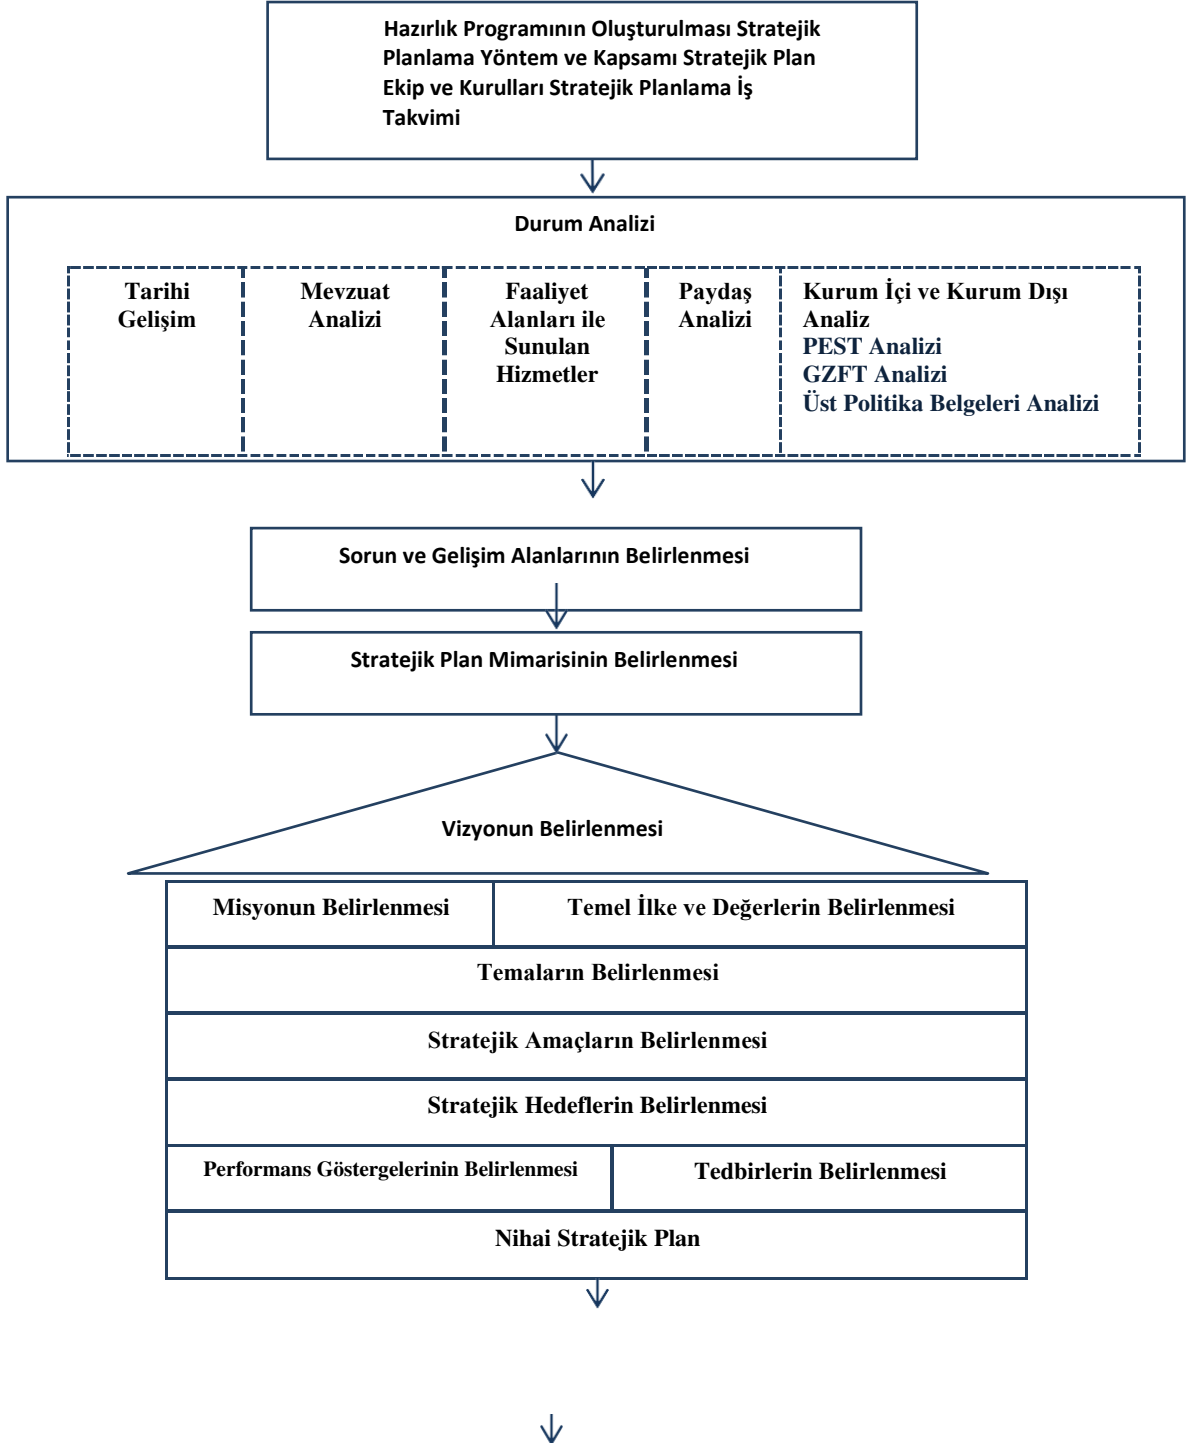 Hazırlık Programının Oluşturulması Stratejik
Planlama Yöntem ve Kapsamı Stratejik Plan
Ekip ve Kurulları Stratejik Planlama İş
Takvimi
Durum Analizi
Tarihi
Gelişim
Mevzuat
Analizi
Faaliyet
Alanları ile
Sunulan
Hizmetler
Paydaş
Analizi
Kurum İçi ve Kurum Dışı
Analiz
PEST Analizi
GZFT Analizi
Üst Politika Belgeleri Analizi
Sorun ve Gelişim Alanlarının Belirlenmesi
Stratejik Plan Mimarisinin Belirlenmesi
Vizyonun Belirlenmesi
Misyonun Belirlenmesi
Temel İlke ve Değerlerin Belirlenmesi
Temaların Belirlenmesi
Stratejik Amaçların Belirlenmesi
Stratejik Hedeflerin Belirlenmesi
Performans Göstergelerinin Belirlenmesi
Tedbirlerin Belirlenmesi
Nihai Stratejik Plan